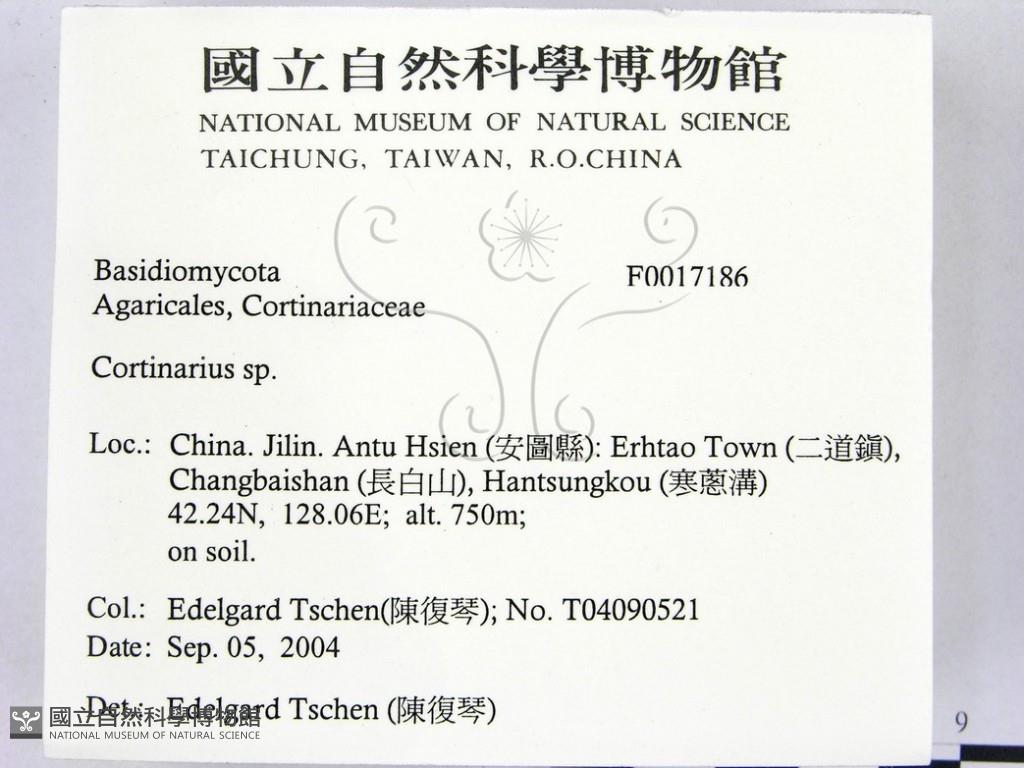 國立自然科學博物館
NATIONAL MUSEUM OF NATURAL SCIENCE
TAICHUNG, TAIWAN, R.O.CHINA
Basidiomycota F0017186
Agaricales, Cortinariaceae
Cortinarius sp.
Loc.: China. Jilin. Antu Hsien (安圖縣): Erhtao Town (二道鎭),
Changbaishan (長白山), Hantsungkou (寒蔥溝)
42.24N, 128.06E; alt. 750m;
on soil.
Col.: Edelgard Tschen(陳復琴); No. T04090521
Date: Sep. 05, 2004
Det.: Edelgard Tschen (陳復琴)
國立自然科學博物館
NATIONAL MUSEUM OF NATURAL SCIENCE
9